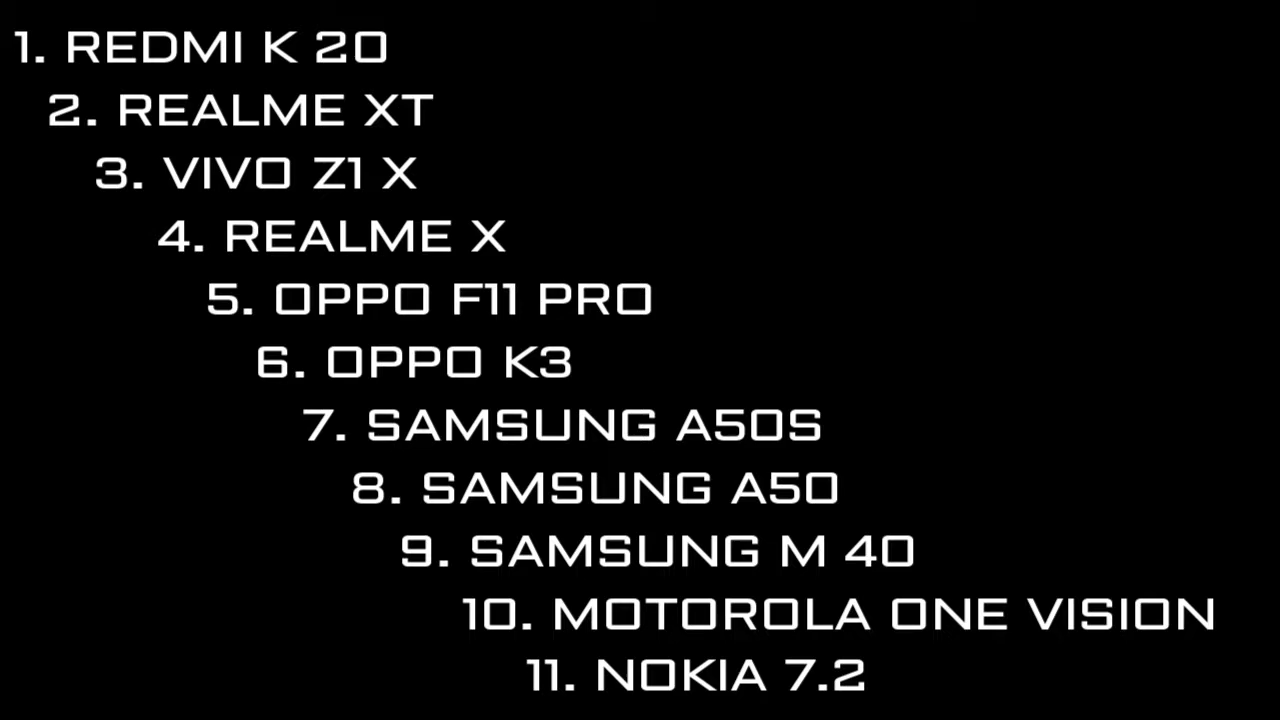 1. REDMI K 20
2. REALME XT
3. VIVO Z1 X
4. REALME X
5. OPPO F11 PRO
6. OPPO K3
7. SAMSUNG A50S
8. SAMSUNG A50
9. SAMSUNG M 40
10. MOTOROLA ONE VISION
11. NOKIA 7.2